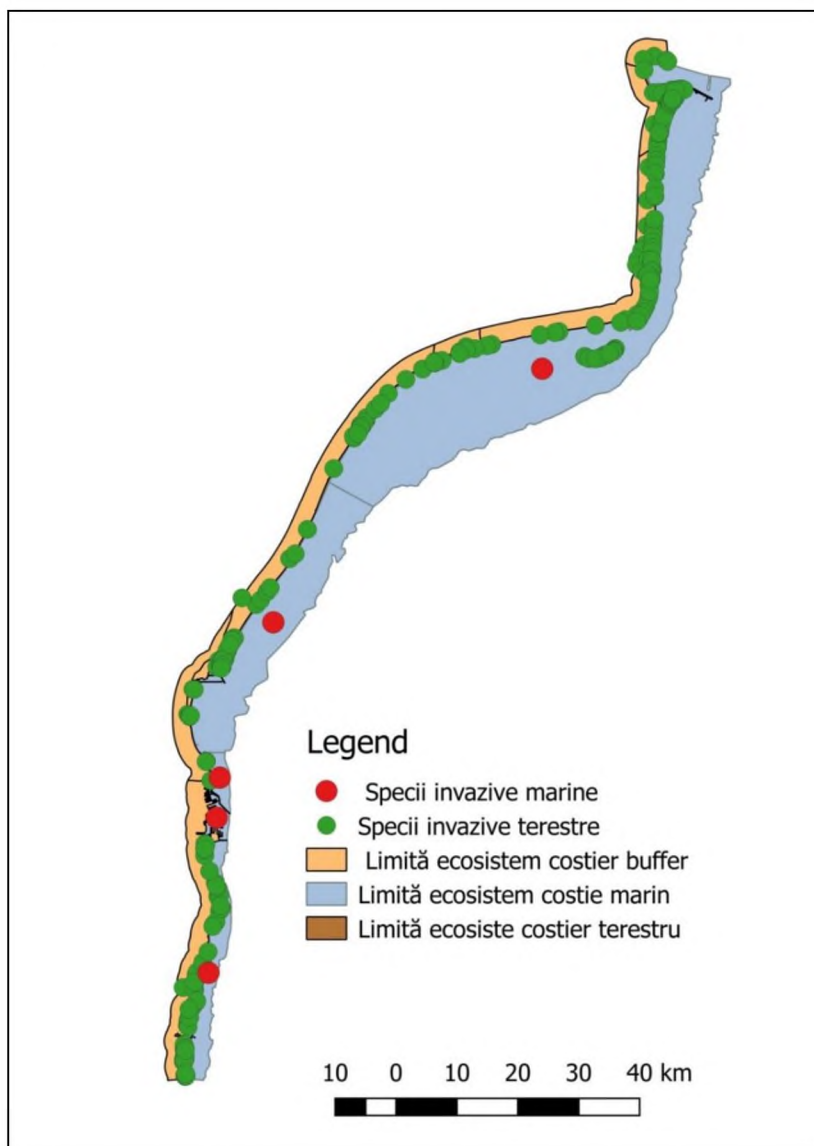 Legend
Specii invazive marine
Specii invazive terestre
Limită ecosistem costier buffer
Limită ecosistem costie marin
Limită ecosiste costier terestru
10 0 10 20 30 40 km